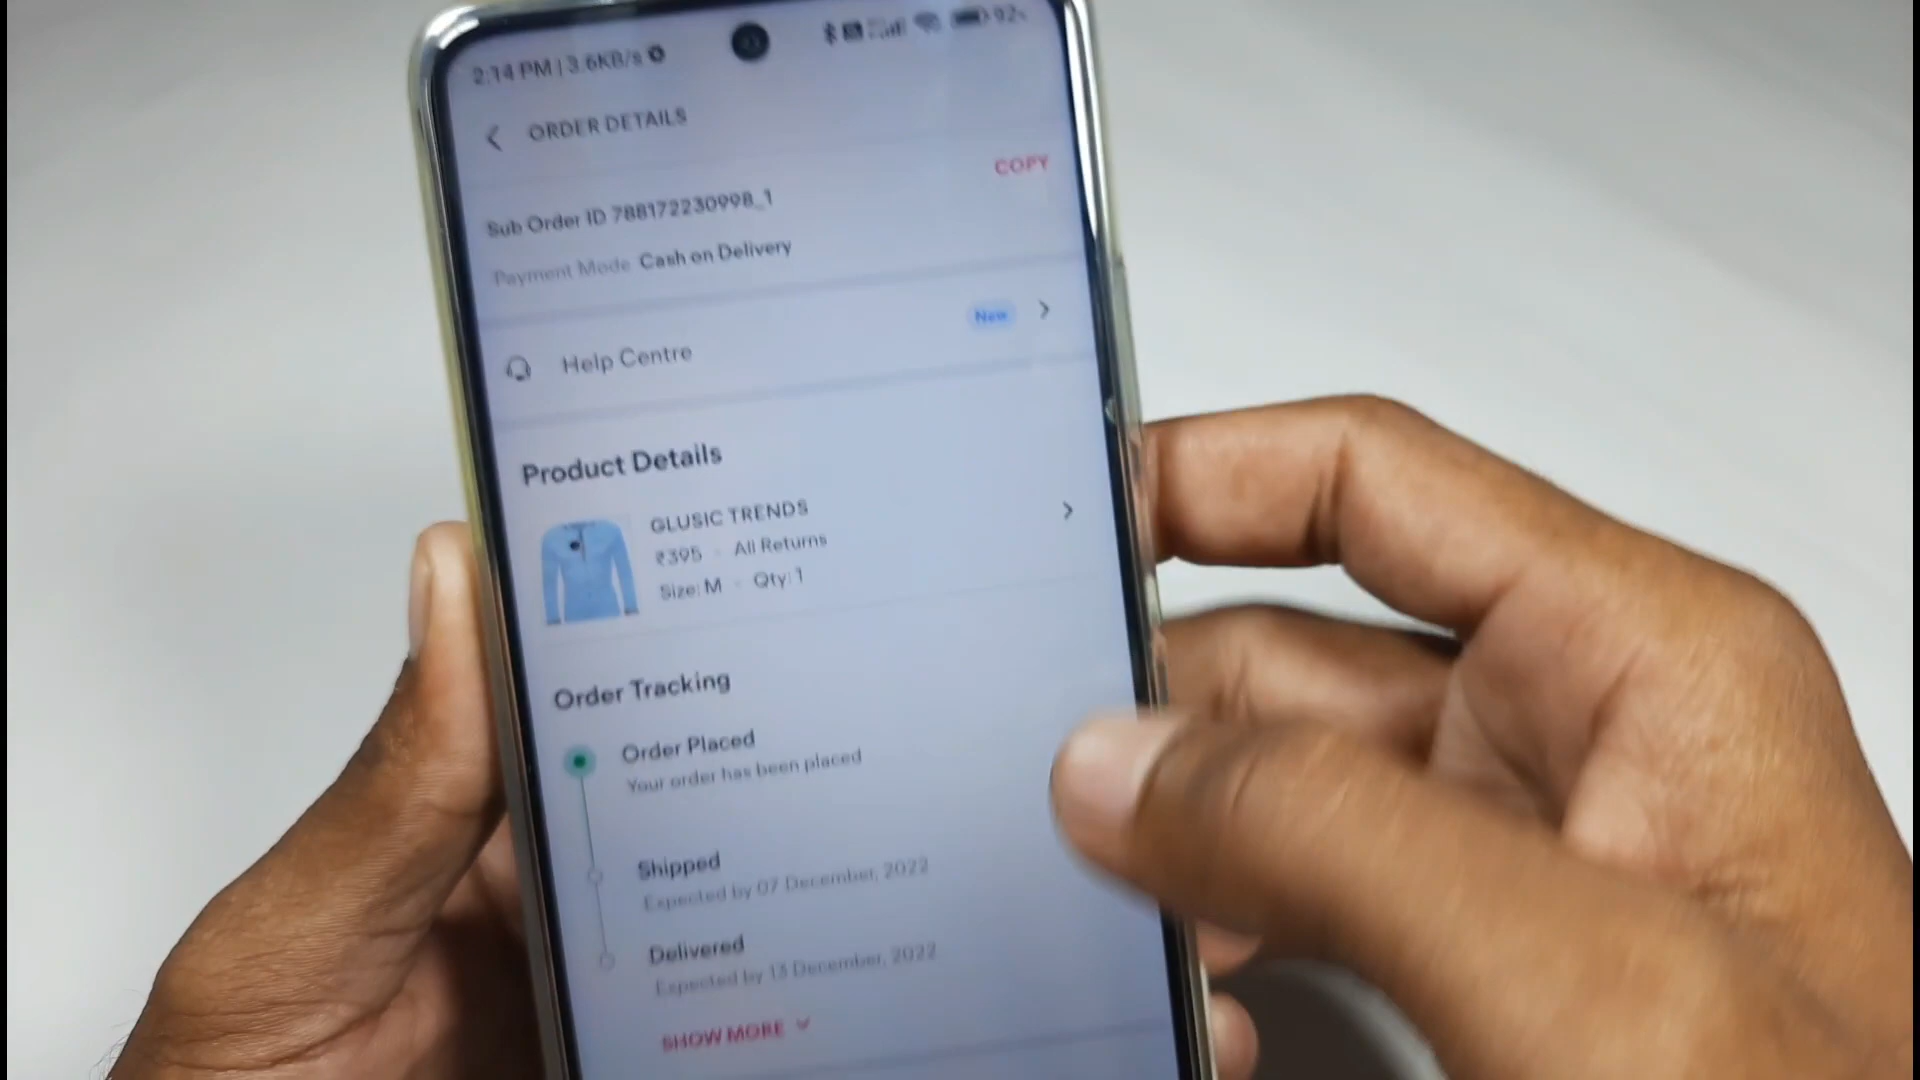 2:14 PM | 3.6KB/s
92%
ORDER DETAILS
COPY
Sub Order ID 788172230998_1
Payment Mode Cash on Delivery
Help Centre
New
Product Details
GLUSIC TRENDS
₹395 · All Returns
Size: M · Qty: 1
Order Tracking
Order Placed
Your order has been placed
Shipped
Expected by 07 December, 2022
Delivered
Expected by 13 December, 2022
SHOW MORE